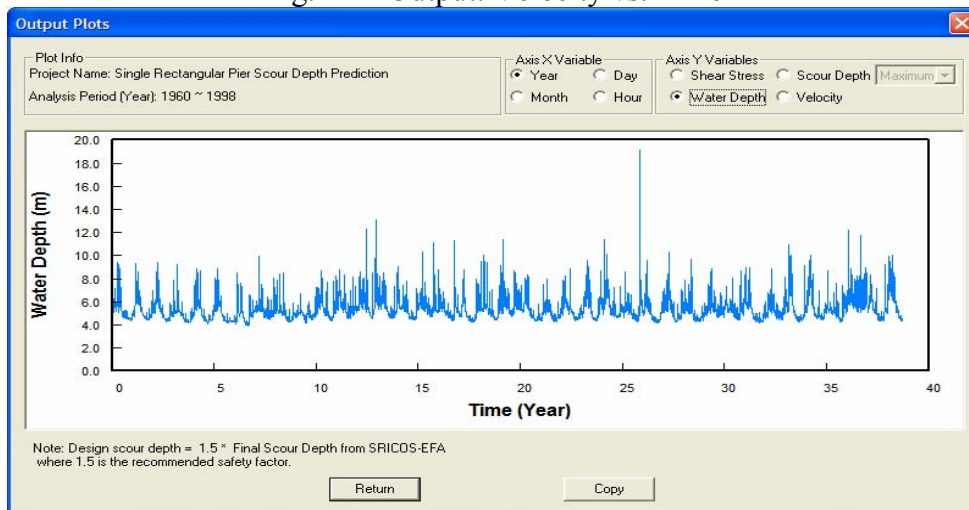 Output Plots
Plot Info
Project Name: Single Rectangular Pier Scour Depth Prediction
Analysis Period (Year): 1960 ~ 1998
Axis X Variable
Year Day
Month Hour
Axis Y Variables
Shear Stress Scour Depth Maximum
Water Depth Velocity
Water Depth (m)
20.0
18.0
16.0
14.0
12.0
10.0
8.0
6.0
4.0
2.0
0.0
0 5 10 15 20 25 30 35 40
Time (Year)
Note: Design scour depth = 1.5 * Final Scour Depth from SRICOS-EFA
where 1.5 is the recommended safety factor.
Return Copy